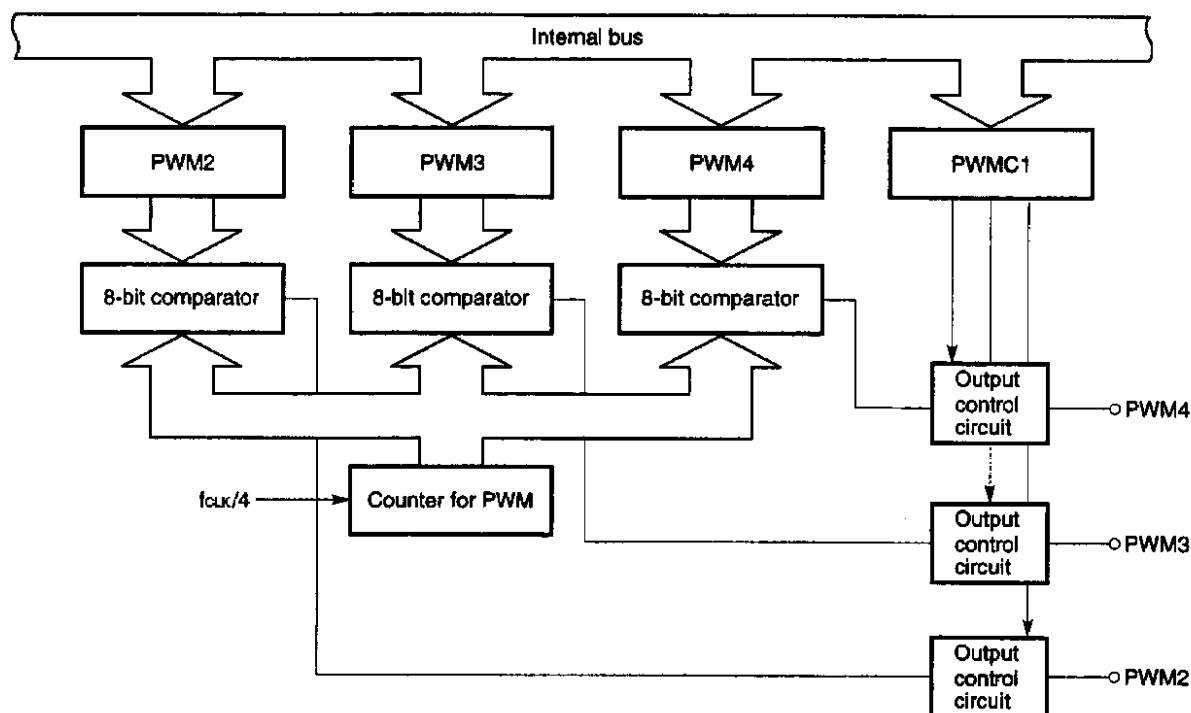 Internal bus
PWM2
PWM3
PWM4
PWMC1
8-bit comparator
8-bit comparator
8-bit comparator
Output
control
circuit
PWM4
fCLK/4
Counter for PWM
Output
control
circuit
PWM3
Output
control
circuit
PWM2